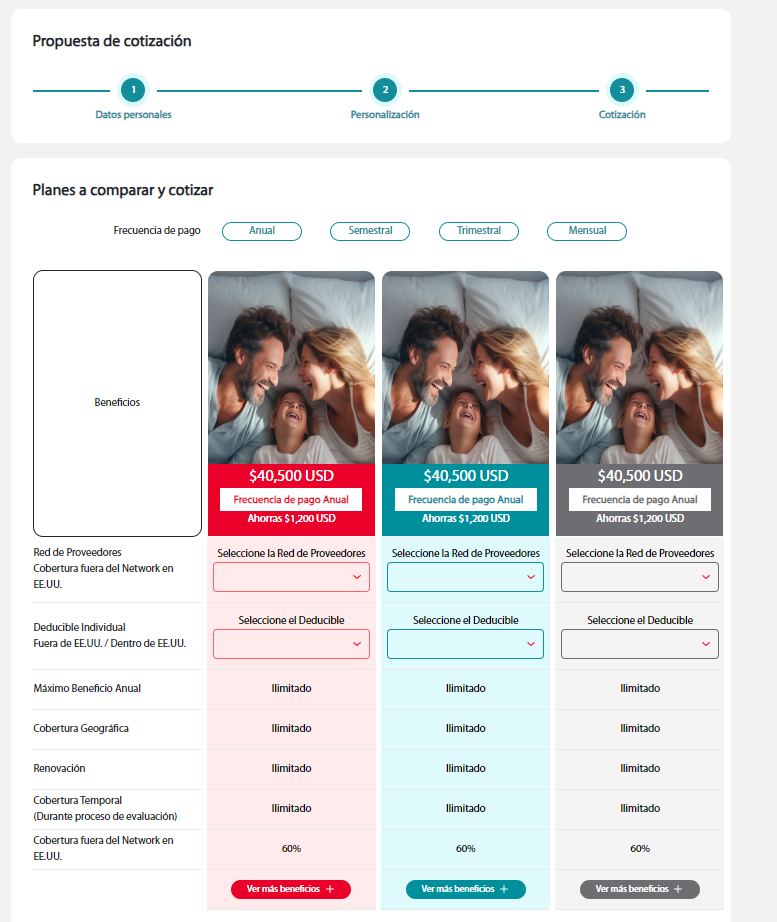 Propuesta de cotización
1
2
3
Datos personales
Personalización
Cotización
Planes a comparar y cotizar
Frecuencia de pago
Anual
Semestral
Trimestral
Mensual
Beneficios
$40,500 USD
Frecuencia de pago Anual
Ahorras $1,200 USD
$40,500 USD
Frecuencia de pago Anual
Ahorras $1,200 USD
$40,500 USD
Frecuencia de pago Anual
Ahorras $1,200 USD
Red de Proveedores
Cobertura fuera del Network en
EE.UU.
Seleccione la Red de Proveedores
Seleccione la Red de Proveedores
Seleccione la Red de Proveedores
Deducible Individual
Fuera de EE.UU. / Dentro de EE.UU.
Seleccione el Deducible
Seleccione el Deducible
Seleccione el Deducible
Máximo Beneficio Anual
Ilimitado
Ilimitado
Ilimitado
Cobertura Geográfica
Ilimitado
Ilimitado
Ilimitado
Renovación
Ilimitado
Ilimitado
Ilimitado
Cobertura Temporal
(Durante proceso de evaluación)
Ilimitado
Ilimitado
Ilimitado
Cobertura fuera del Network en
EE.UU.
60%
60%
60%
Ver más beneficios +
Ver más beneficios +
Ver más beneficios +